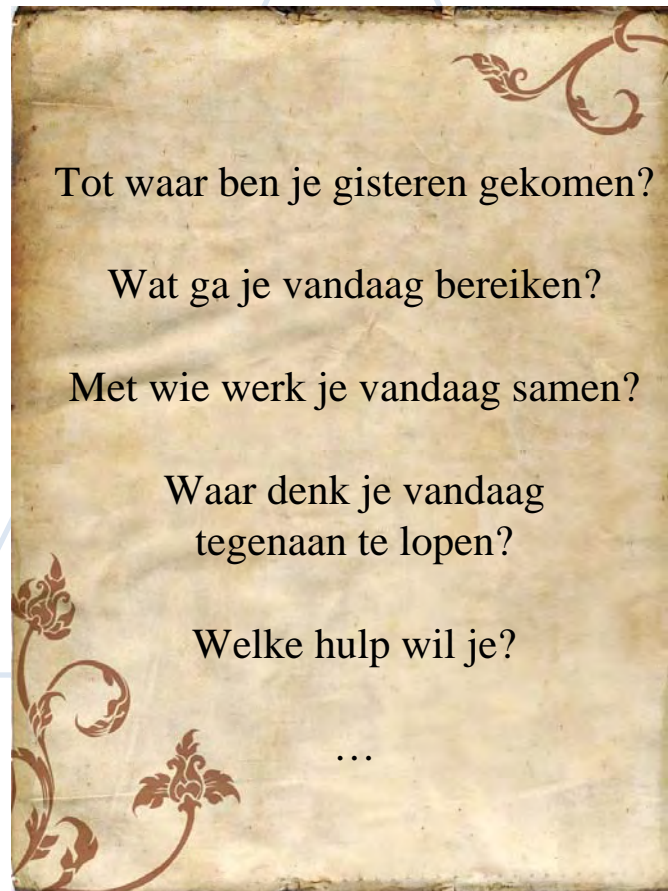 Tot waar ben je gisteren gekomen?
Wat ga je vandaag bereiken?
Met wie werk je vandaag samen?
Waar denk je vandaag
tegenaan te lopen?
Welke hulp wil je?
…